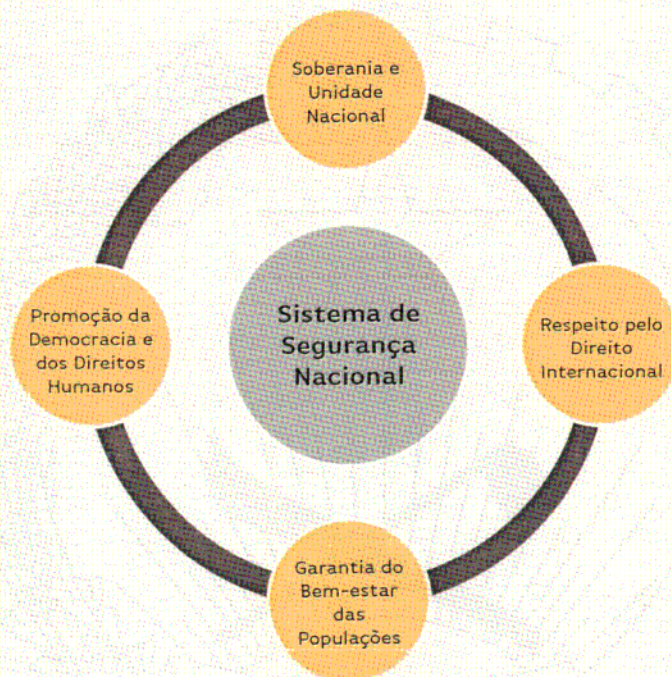 Soberania e
Unidade
Nacional
Sistema de
Segurança
Nacional
Promoção da
Democracia e
dos Direitos
Humanos
Respeito pelo
Direito
Internacional
Garantia do
Bem-estar
das
Populações